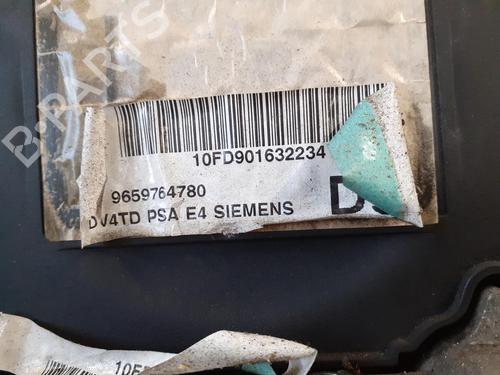 B-PARTS
10FD901632234
9659764780
DV4TD PSA E4 SIEMENS